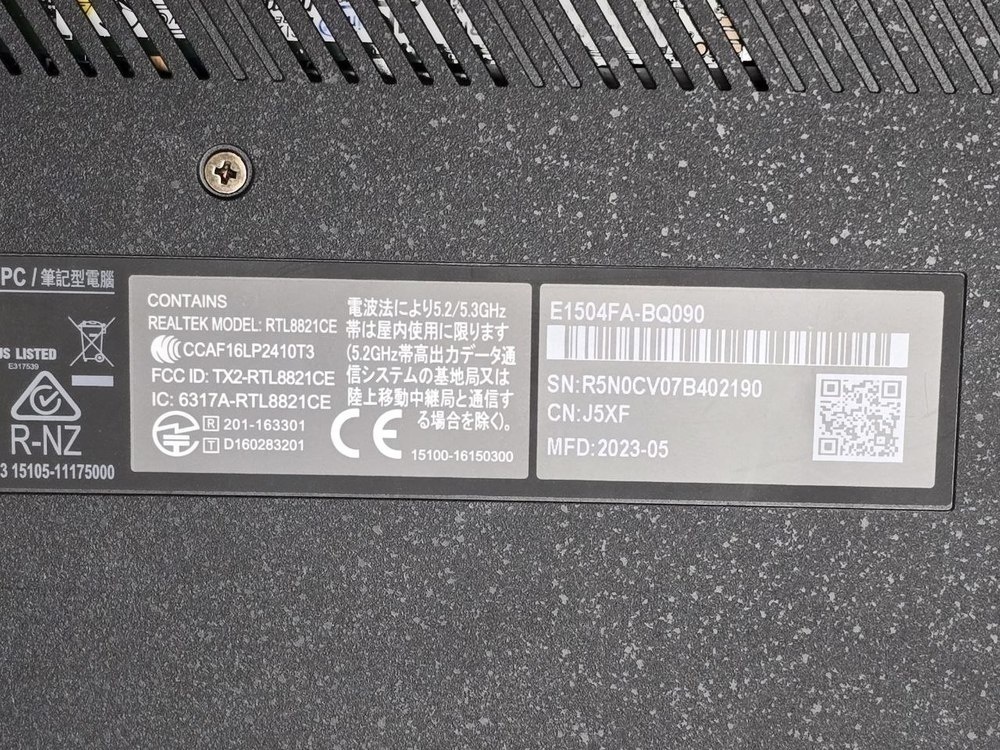 PC / 筆記型電腦
US LISTED
E317539
R-NZ
3 15105-11175000
CONTAINS
REALTEK MODEL: RTL8821CE
CCAF16LP2410T3
FCC ID: TX2-RTL8821CE
IC: 6317A-RTL8821CE
R 201-163301
T D160283201
電波法により5.2/5.3GHz
帯は屋内使用に限ります
(5.2GHz帯高出力データ通
信システムの基地局又は
陸上移動中継局と通信す
る場合を除く)。
CE
15100-16150300
E1504FA-BQ090
SN:R5N0CV07B402190
CN:J5XF
MFD:2023-05